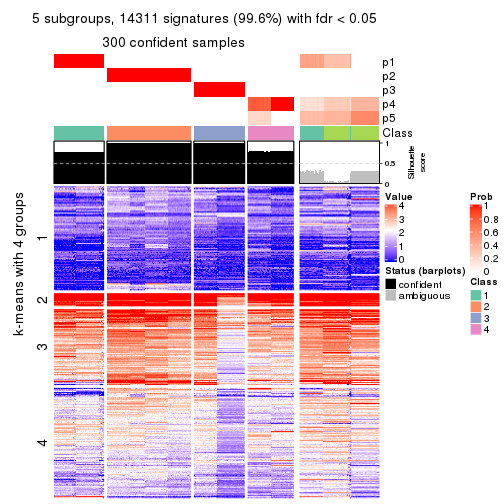 5 subgroups, 14311 signatures (99.6%) with fdr < 0.05
300 confident samples
p1
p2
p3
p4
p5
Class
1
0.5
0
Silhouette
score
k-means with 4 groups
1
2
3
4
Value
4
3
2
1
0
Status (barplots)
confident
ambiguous
Prob
1
0.8
0.6
0.4
0.2
0
Class
1
2
3
4